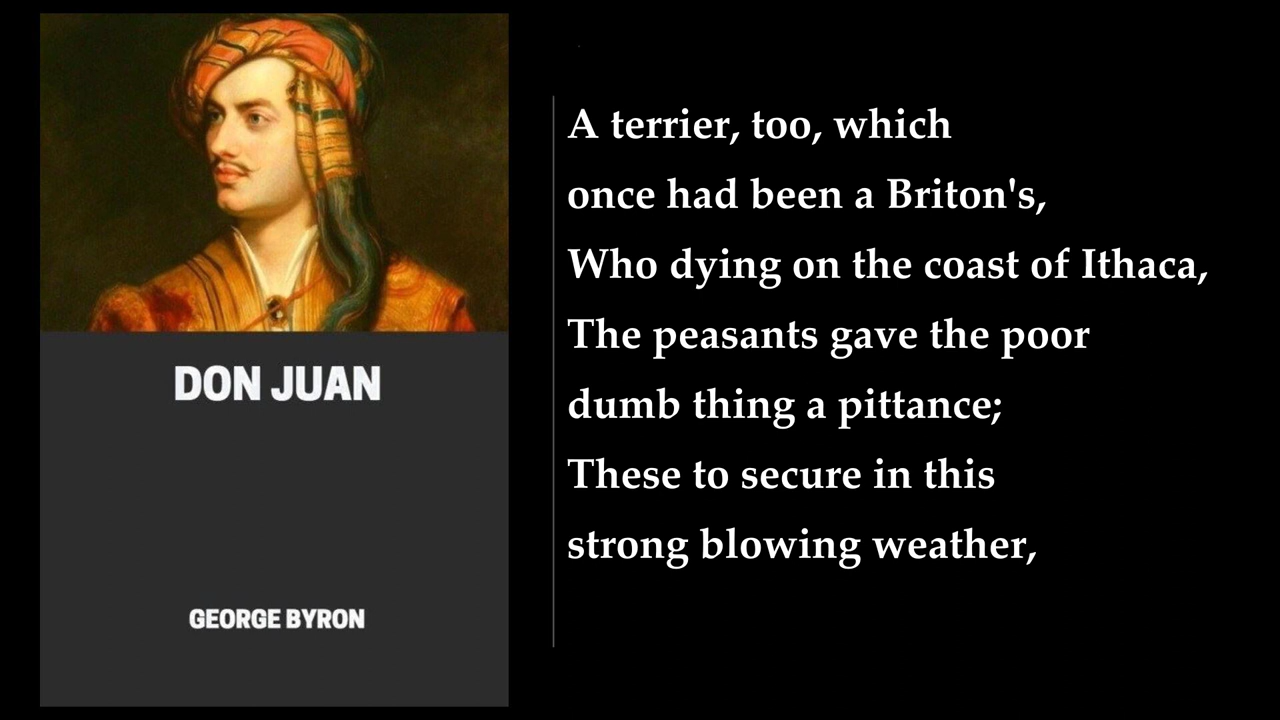 DON JUAN
GEORGE BYRON
A terrier, too, which
once had been a Briton's,
Who dying on the coast of Ithaca,
The peasants gave the poor
dumb thing a pittance;
These to secure in this
strong blowing weather,